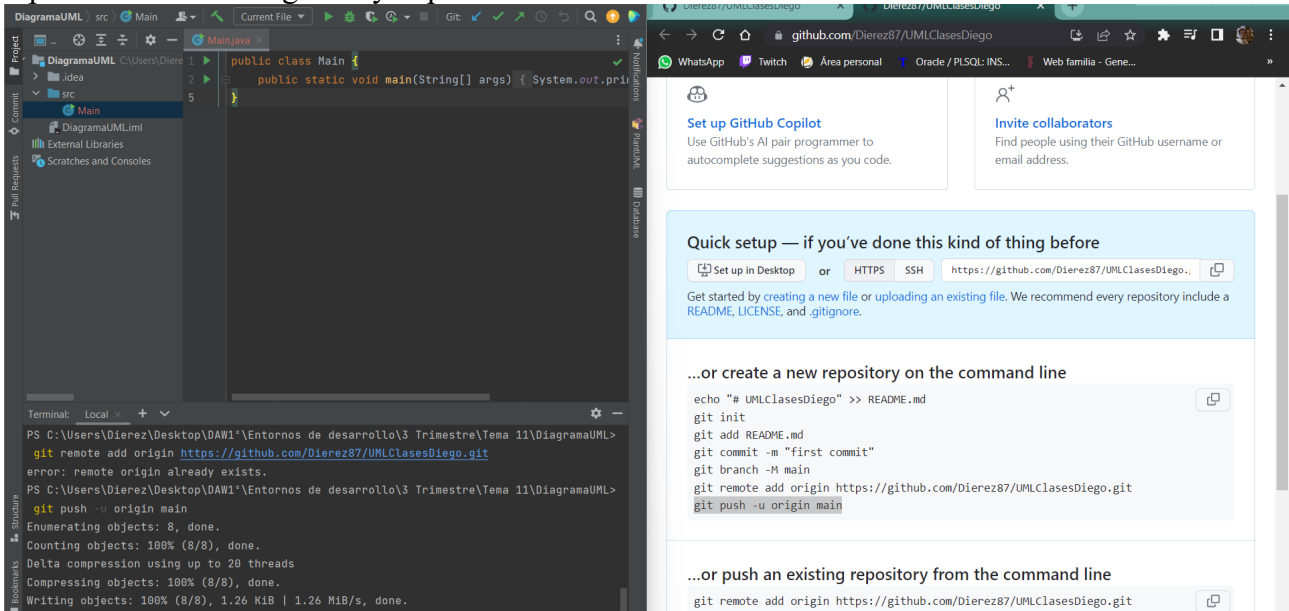 DiagramaUML
src
Main
Current File
Git:
Project
Commit
Pull Requests
Structure
Bookmarks
DiagramaUML C:\Users\Diere
.idea
src
Main
DiagramaUML.iml
External Libraries
Scratches and Consoles
Main.java
1 public class Main {
2 public static void main(String[] args) { System.out.prin
5 }
Notifications
PlantUML
Database
Terminal: Local
PS C:\Users\Dierez\Desktop\DAW1°\Entornos de desarrollo\3 Trimestre\Tema 11\DiagramaUML>
git remote add origin https://github.com/Dierez87/UMLClasesDiego.git
error: remote origin already exists.
PS C:\Users\Dierez\Desktop\DAW1°\Entornos de desarrollo\3 Trimestre\Tema 11\DiagramaUML>
git push -u origin main
Enumerating objects: 8, done.
Counting objects: 100% (8/8), done.
Delta compression using up to 20 threads
Compressing objects: 100% (8/8), done.
Writing objects: 100% (8/8), 1.26 KiB | 1.26 MiB/s, done.
Dierez87/UMLClasesDiego
Dierez87/UMLClasesDiego
github.com/Dierez87/UMLClasesDiego
WhatsApp
Twitch
Área personal
Oracle / PLSQL: INS...
Web familia - Gene...
Set up GitHub Copilot
Use GitHub's AI pair programmer to
autocomplete suggestions as you code.
Invite collaborators
Find people using their GitHub username or
email address.
Quick setup — if you've done this kind of thing before
Set up in Desktop or HTTPS SSH https://github.com/Dierez87/UMLClasesDiego.
Get started by creating a new file or uploading an existing file. We recommend every repository include a
README, LICENSE, and .gitignore.
...or create a new repository on the command line
echo "# UMLClasesDiego" >> README.md
git init
git add README.md
git commit -m "first commit"
git branch -M main
git remote add origin https://github.com/Dierez87/UMLClasesDiego.git
git push -u origin main
...or push an existing repository from the command line
git remote add origin https://github.com/Dierez87/UMLClasesDiego.git